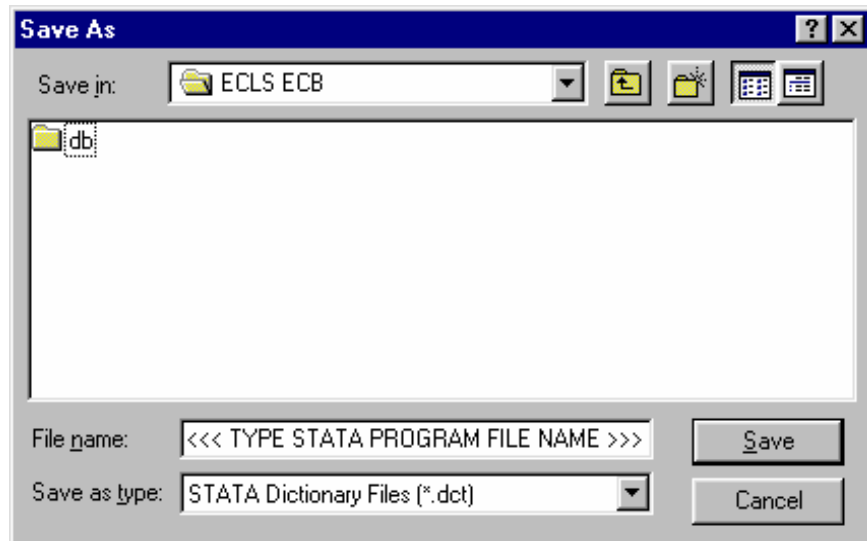 Save As
Save in: ECLS ECB
db
File name: <<< TYPE STATA PROGRAM FILE NAME >>> Save
Save as type: STATA Dictionary Files (*.dct) Cancel